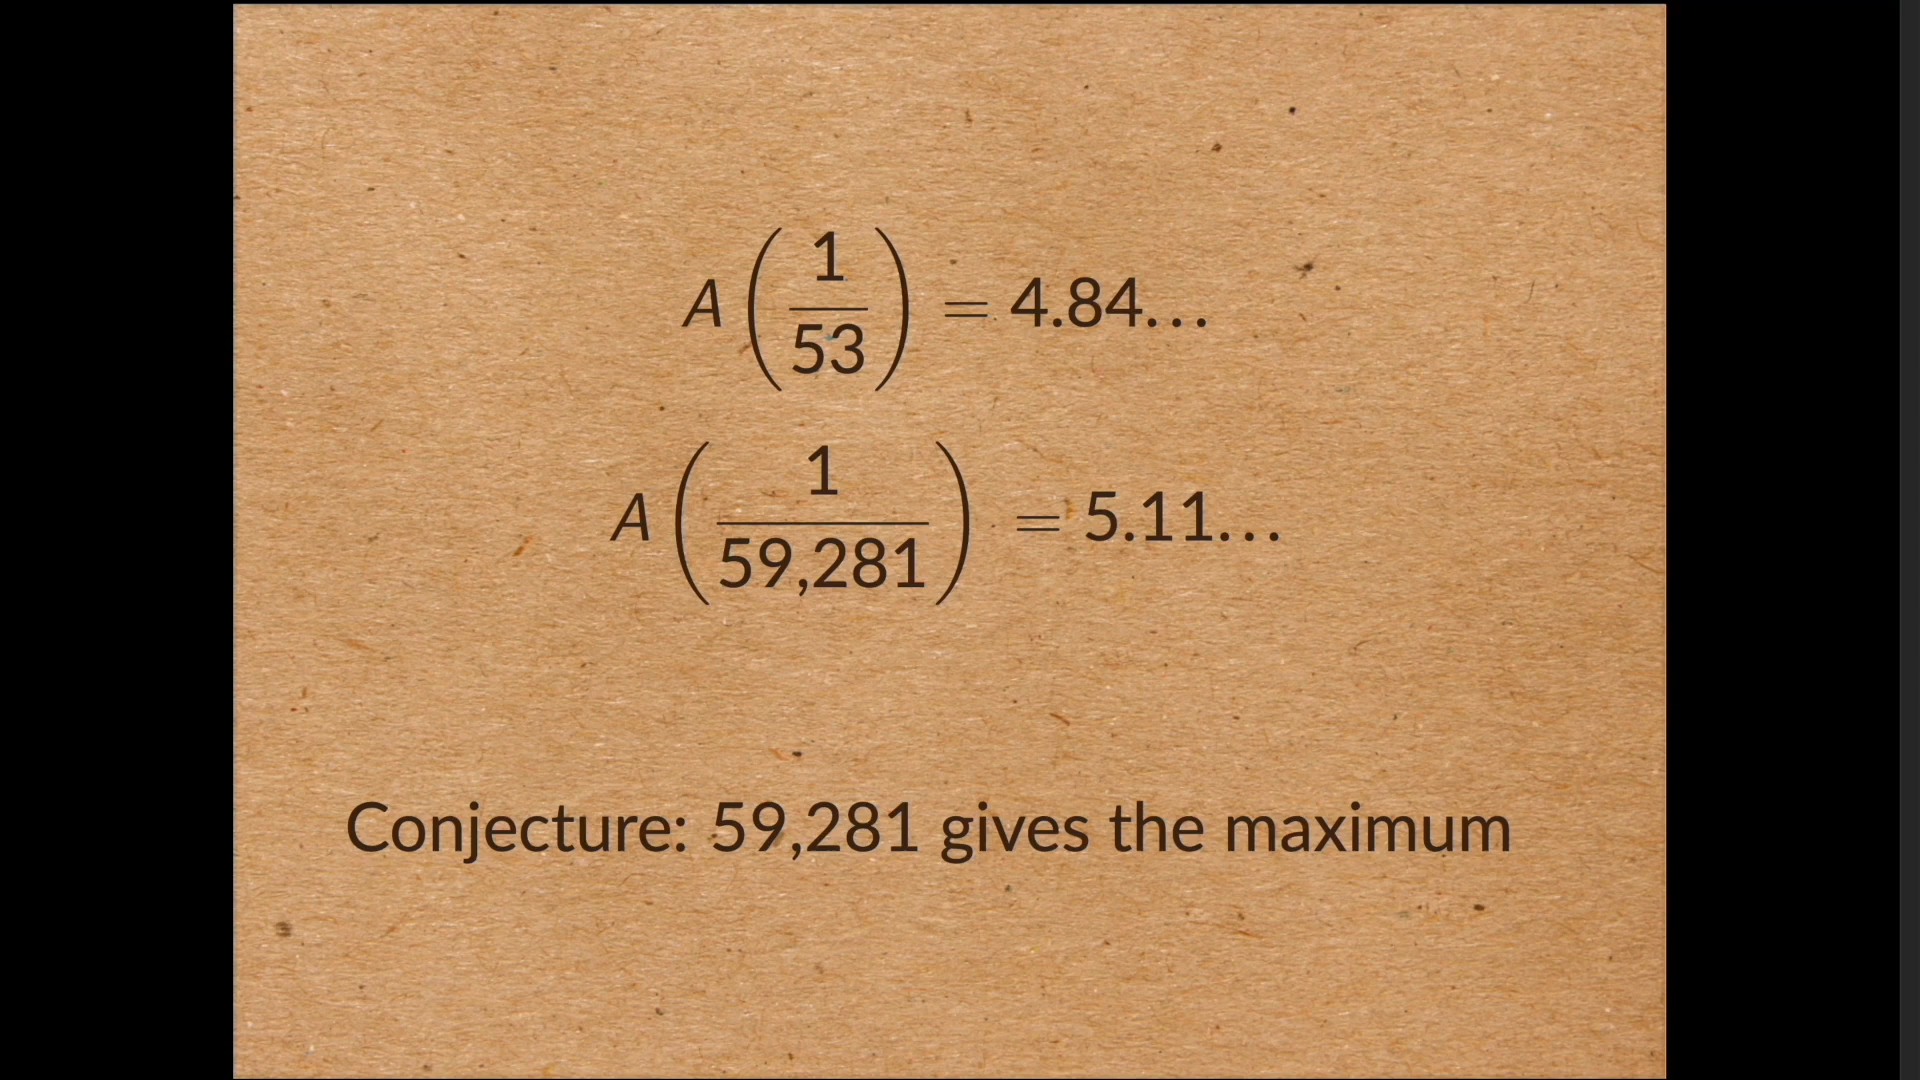 A(1/53) = 4.84...
A(1/59,281) = 5.11...
Conjecture: 59,281 gives the maximum